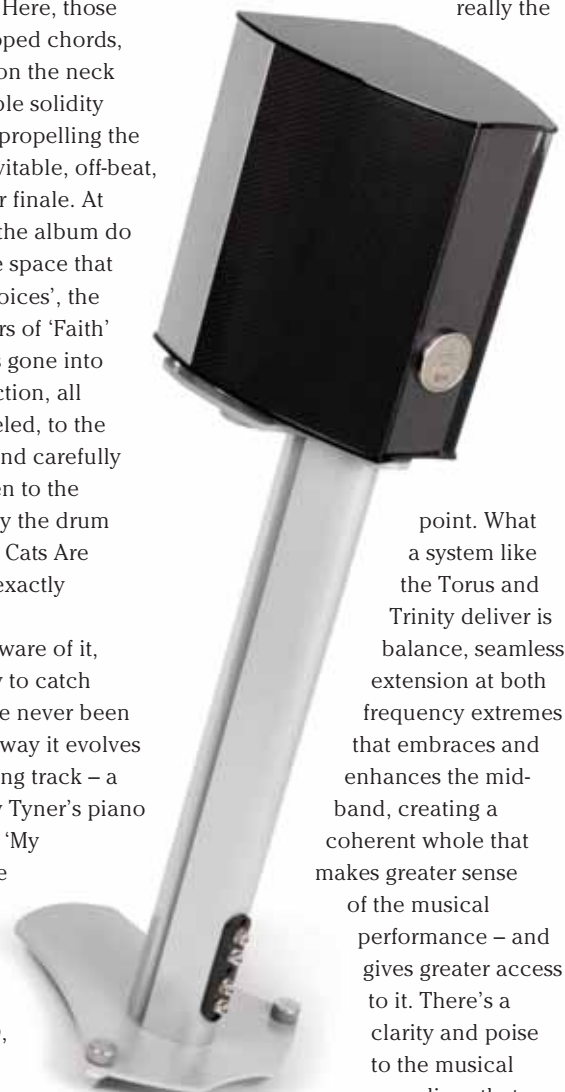 Here, those
pped chords,
on the neck
ble solidity
propelling the
vitable, off-beat,
r finale. At
the album do
e space that
oices’, the
rs of ‘Faith’
s gone into
ction, all
eled, to the
nd carefully
en to the
y the drum
Cats Are
exactly
ware of it,
y to catch
e never been
way it evolves
ng track – a
y Tyner’s piano
‘My
e
really the
point. What
a system like
the Torus and
Trinity deliver is
balance, seamless
extension at both
frequency extremes
that embraces and
enhances the mid-
band, creating a
coherent whole that
makes greater sense
of the musical
performance – and
gives greater access
to it. There’s a
clarity and poise
to the musical